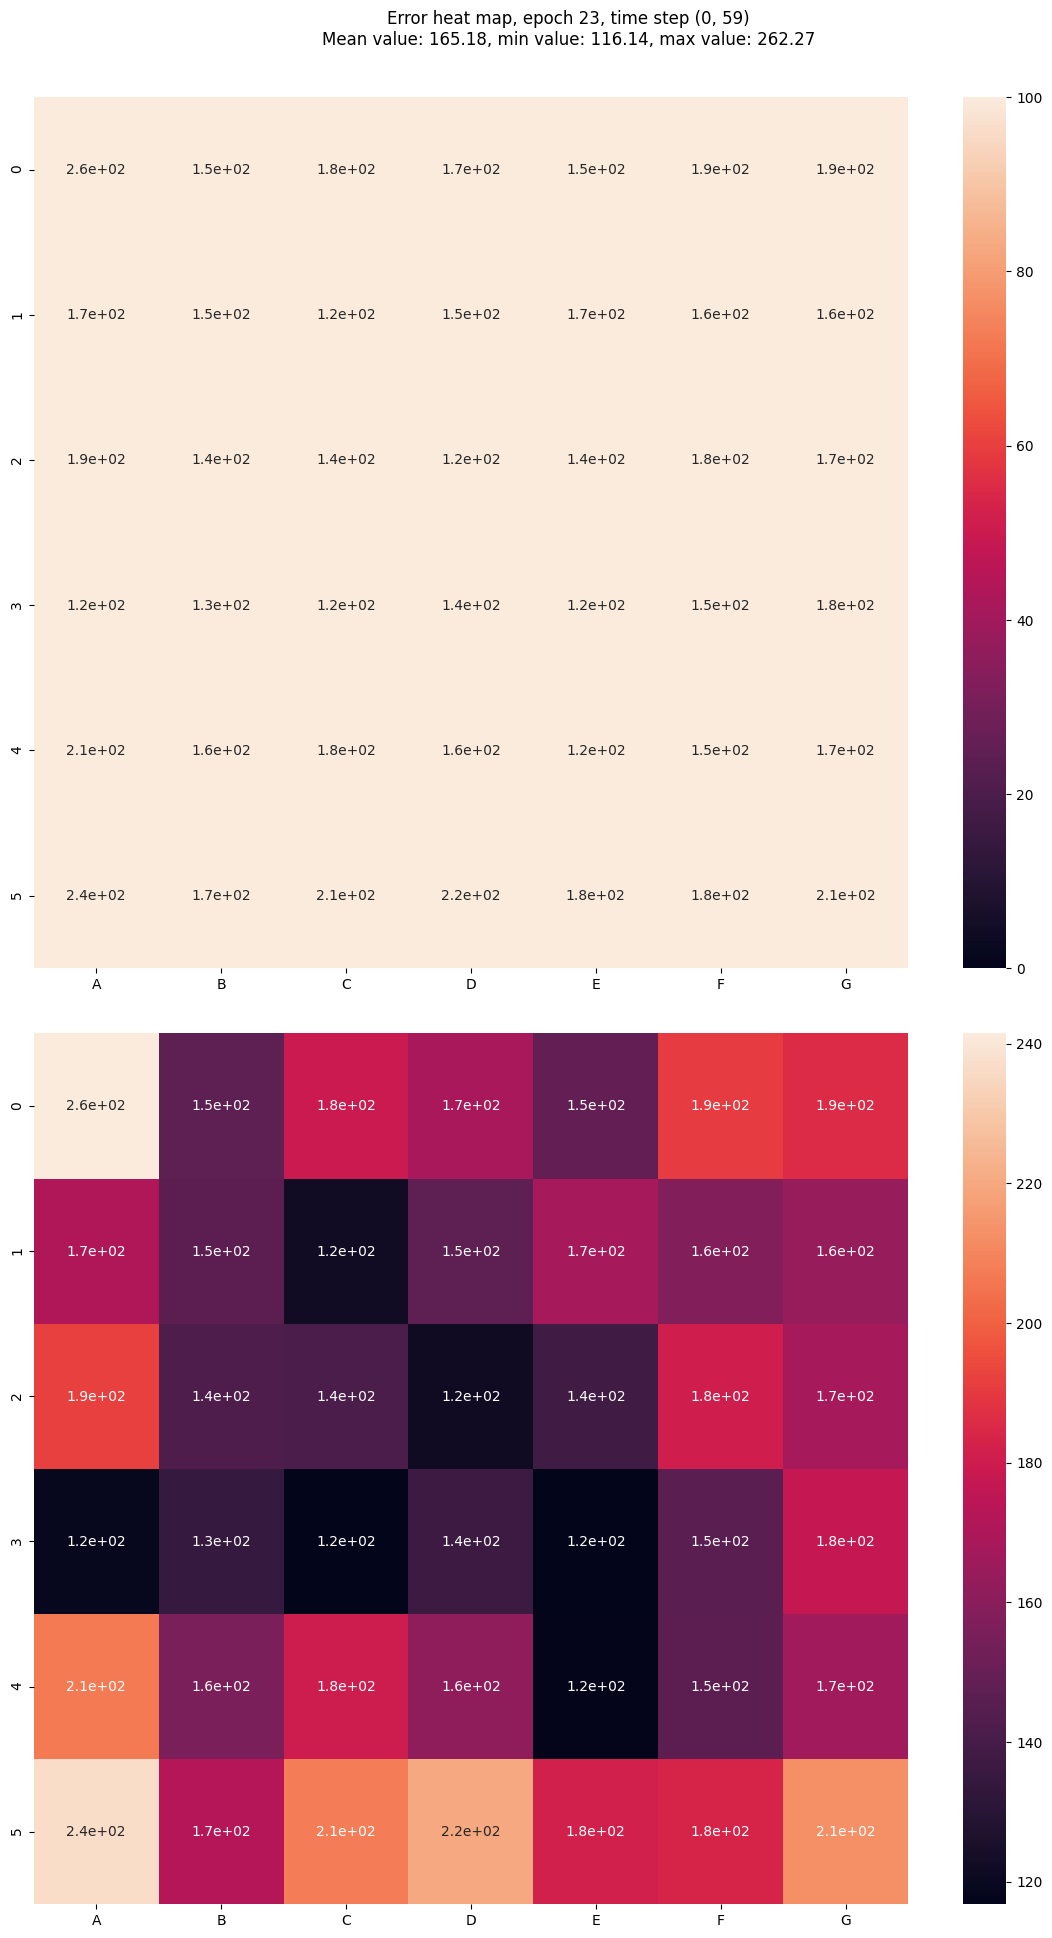 Error heat map, epoch 23, time step (0, 59)
Mean value: 165.18, min value: 116.14, max value: 262.27
100
0 2.6e+02 1.5e+02 1.8e+02 1.7e+02 1.5e+02 1.9e+02 1.9e+02
80
1 1.7e+02 1.5e+02 1.2e+02 1.5e+02 1.7e+02 1.6e+02 1.6e+02
60
2 1.9e+02 1.4e+02 1.4e+02 1.2e+02 1.4e+02 1.8e+02 1.7e+02
3 1.2e+02 1.3e+02 1.2e+02 1.4e+02 1.2e+02 1.5e+02 1.8e+02
40
4 2.1e+02 1.6e+02 1.8e+02 1.6e+02 1.2e+02 1.5e+02 1.7e+02
20
5 2.4e+02 1.7e+02 2.1e+02 2.2e+02 1.8e+02 1.8e+02 2.1e+02
0
A B C D E F G
240
0 2.6e+02 1.5e+02 1.8e+02 1.7e+02 1.5e+02 1.9e+02 1.9e+02
220
1 1.7e+02 1.5e+02 1.2e+02 1.5e+02 1.7e+02 1.6e+02 1.6e+02
200
2 1.9e+02 1.4e+02 1.4e+02 1.2e+02 1.4e+02 1.8e+02 1.7e+02
180
3 1.2e+02 1.3e+02 1.2e+02 1.4e+02 1.2e+02 1.5e+02 1.8e+02
160
4 2.1e+02 1.6e+02 1.8e+02 1.6e+02 1.2e+02 1.5e+02 1.7e+02
140
5 2.4e+02 1.7e+02 2.1e+02 2.2e+02 1.8e+02 1.8e+02 2.1e+02
120
A B C D E F G